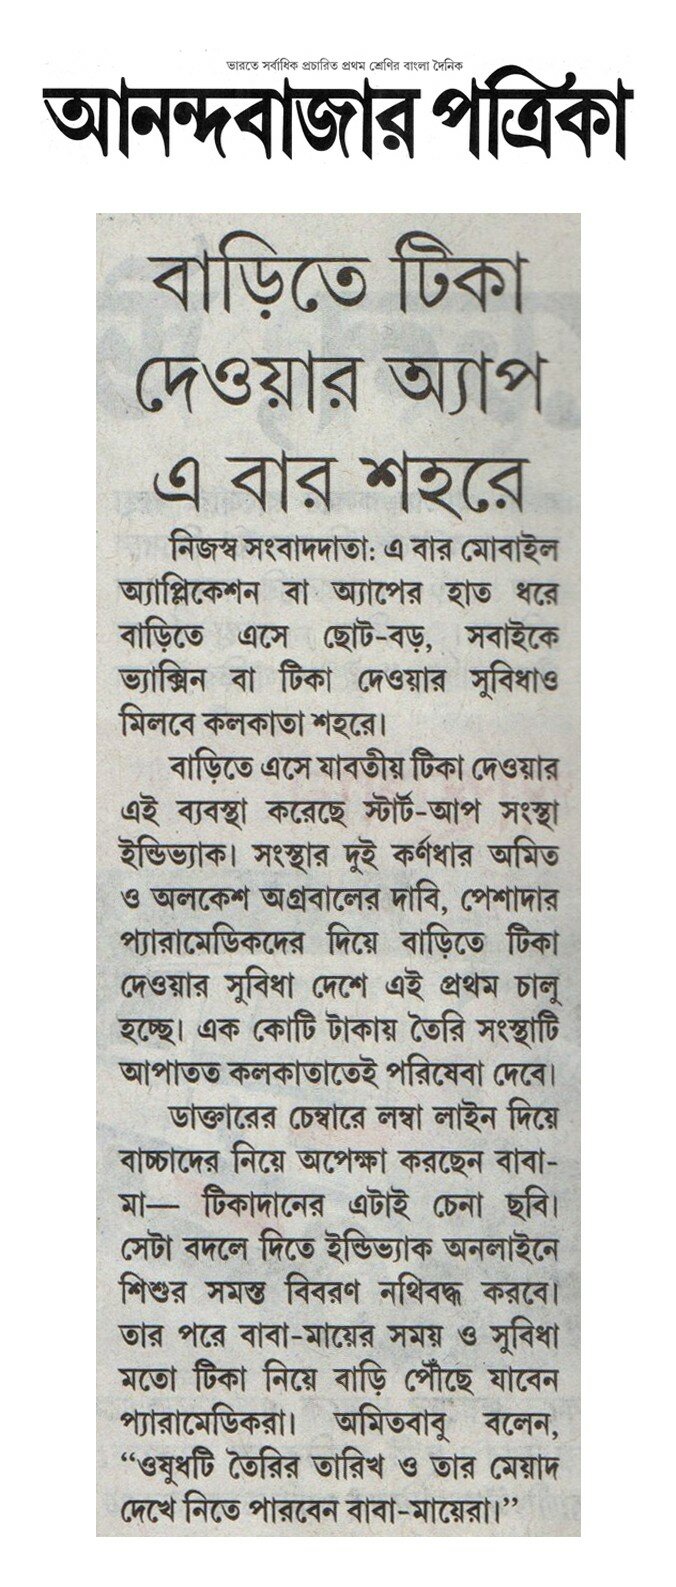 ভারতে সর্বাধিক প্রচারিত প্রথম শ্রেণির বাংলা দৈনিক
আনন্দবাজার পত্রিকা
বাড়িতে টিকা
দেওয়ার অ্যাপ
এ বার শহরে
নিজস্ব সংবাদদাতা: এ বার মোবাইল
অ্যাপ্লিকেশন বা অ্যাপের হাত ধরে
বাড়িতে এসে ছোট-বড়, সবাইকে
ভ্যাক্সিন বা টিকা দেওয়ার সুবিধাও
মিলবে কলকাতা শহরে।
বাড়িতে এসে যাবতীয় টিকা দেওয়ার
এই ব্যবস্থা করেছে স্টার্ট-আপ সংস্থা
ইন্ডিভ্যাক। সংস্থার দুই কর্ণধার অমিত
ও অলকেশ অগ্রবালের দাবি, পেশাদার
প্যারামেডিকদের দিয়ে বাড়িতে টিকা
দেওয়ার সুবিধা দেশে এই প্রথম চালু
হচ্ছে। এক কোটি টাকায় তৈরি সংস্থাটি
আপাতত কলকাতাতেই পরিষেবা দেবে।
ডাক্তারের চেম্বারে লম্বা লাইন দিয়ে
বাচ্চাদের নিয়ে অপেক্ষা করছেন বাবা-
মা— টিকাদানের এটাই চেনা ছবি।
সেটা বদলে দিতে ইন্ডিভ্যাক অনলাইনে
শিশুর সমস্ত বিবরণ নথিবদ্ধ করবে।
তার পরে বাবা-মায়ের সময় ও সুবিধা
মতো টিকা নিয়ে বাড়ি পৌঁছে যাবেন
প্যারামেডিকরা। অমিতবাবু বলেন,
“ওষুধটি তৈরির তারিখ ও তার মেয়াদ
দেখে নিতে পারবেন বাবা-মায়েরা।”